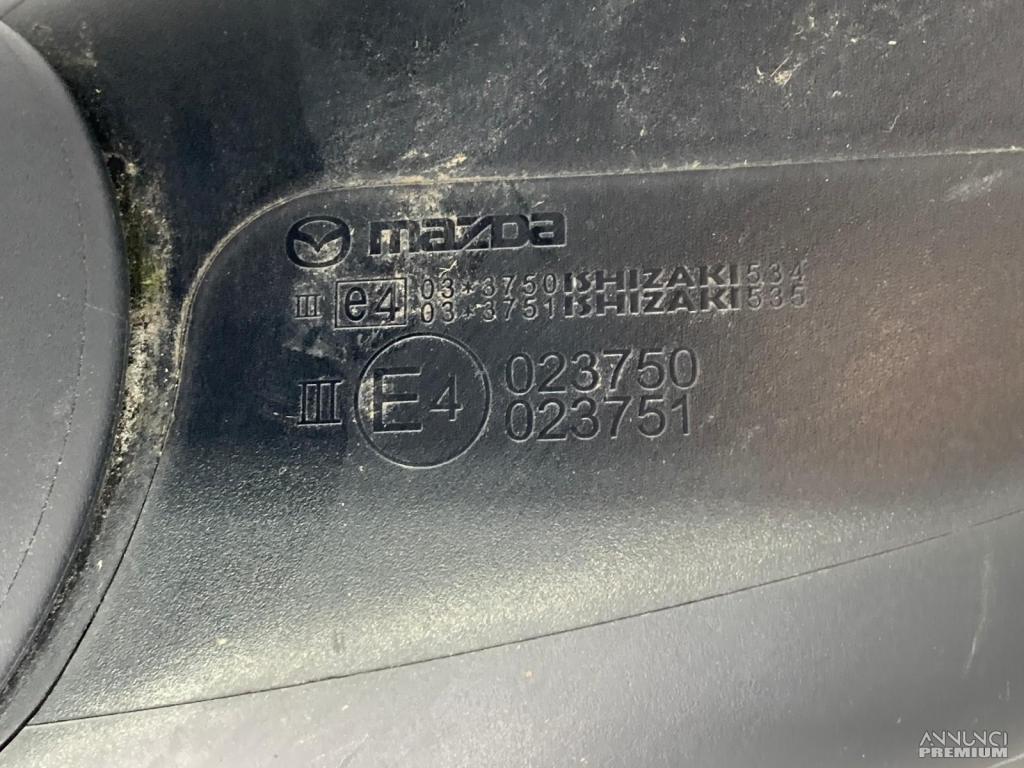 mazda
III e4 03*3750 ISHIZAKI 534
03*3751 ISHIZAKI 535
III E4 023750
023751
ANNUNCI
PREMIUM